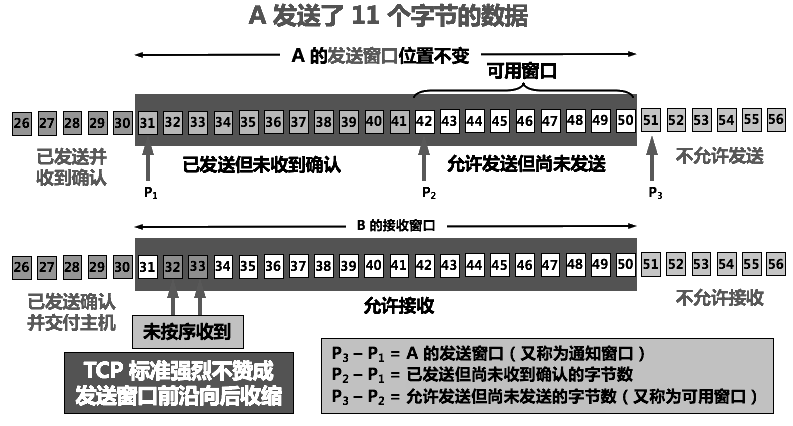 A 发送了 11 个字节的数据
A 的发送窗口位置不变
可用窗口
26 27 28 29 30 31 32 33 34 35 36 37 38 39 40 41 42 43 44 45 46 47 48 49 50 51 52 53 54 55 56
已发送并
收到确认
已发送但未收到确认
允许发送但尚未发送
不允许发送
P1
P2
P3
B 的接收窗口
26 27 28 29 30 31 32 33 34 35 36 37 38 39 40 41 42 43 44 45 46 47 48 49 50 51 52 53 54 55 56
已发送确认
并交付主机
允许接收
不允许接收
未按序收到
TCP 标准强烈不赞成
发送窗口前沿向后收缩
P3 – P1 = A 的发送窗口（又称为通知窗口）
P2 – P1 = 已发送但尚未收到确认的字节数
P3 – P2 = 允许发送但尚未发送的字节数（又称为可用窗口）